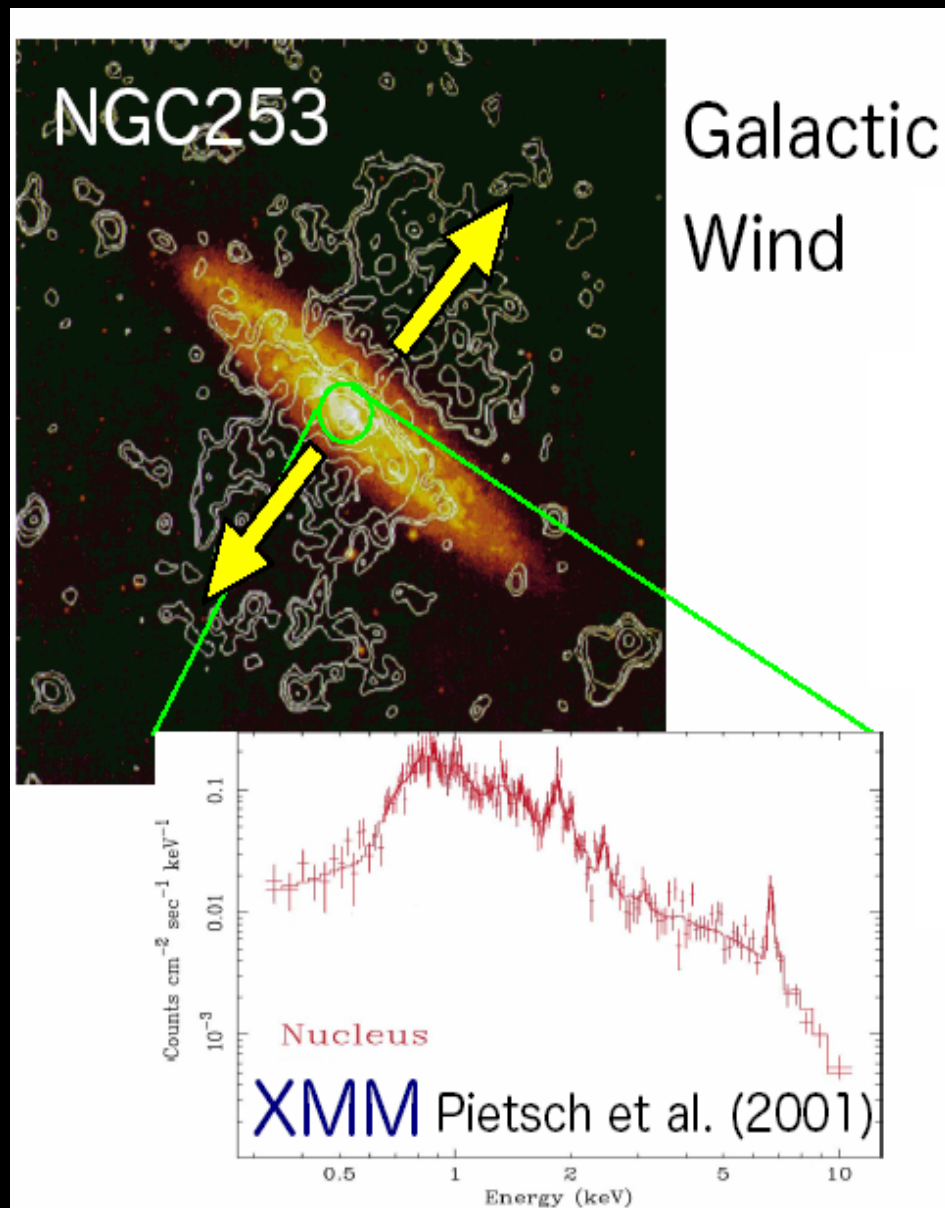 NGC253
Galactic
Wind
0.1
0.01
10⁻³
Counts cm⁻² sec⁻¹ keV⁻¹
Nucleus
XMM Pietsch et al. (2001)
0.5 1 2 5 10
Energy (keV)